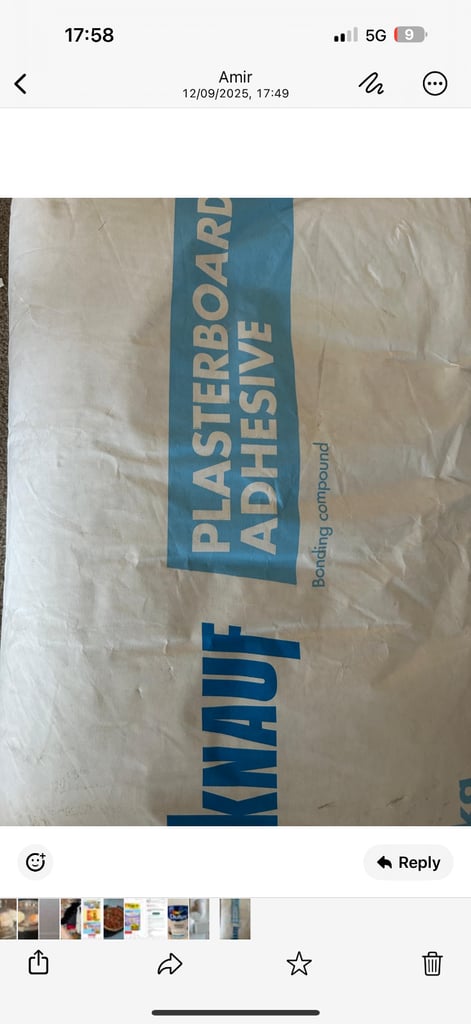 17:58
5G
9
Amir
12/09/2025, 17:49
PLASTERBOARD
ADHESIVE
Bonding compound
KNAUF
Reply